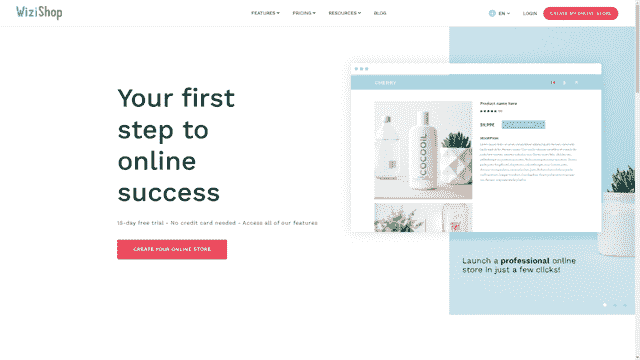 WiziShop
FEATURES
PRICING
RESOURCES
BLOG
EN
LOGIN
CREATE MY ONLINE STORE
Your first
step to
online
success
15-day free trial - No credit card needed - Access all of our features
CREATE YOUR ONLINE STORE
CHERRY
Product name here
DESCRIPTION
COCOOIL
Launch a professional online
store in just a few clicks!